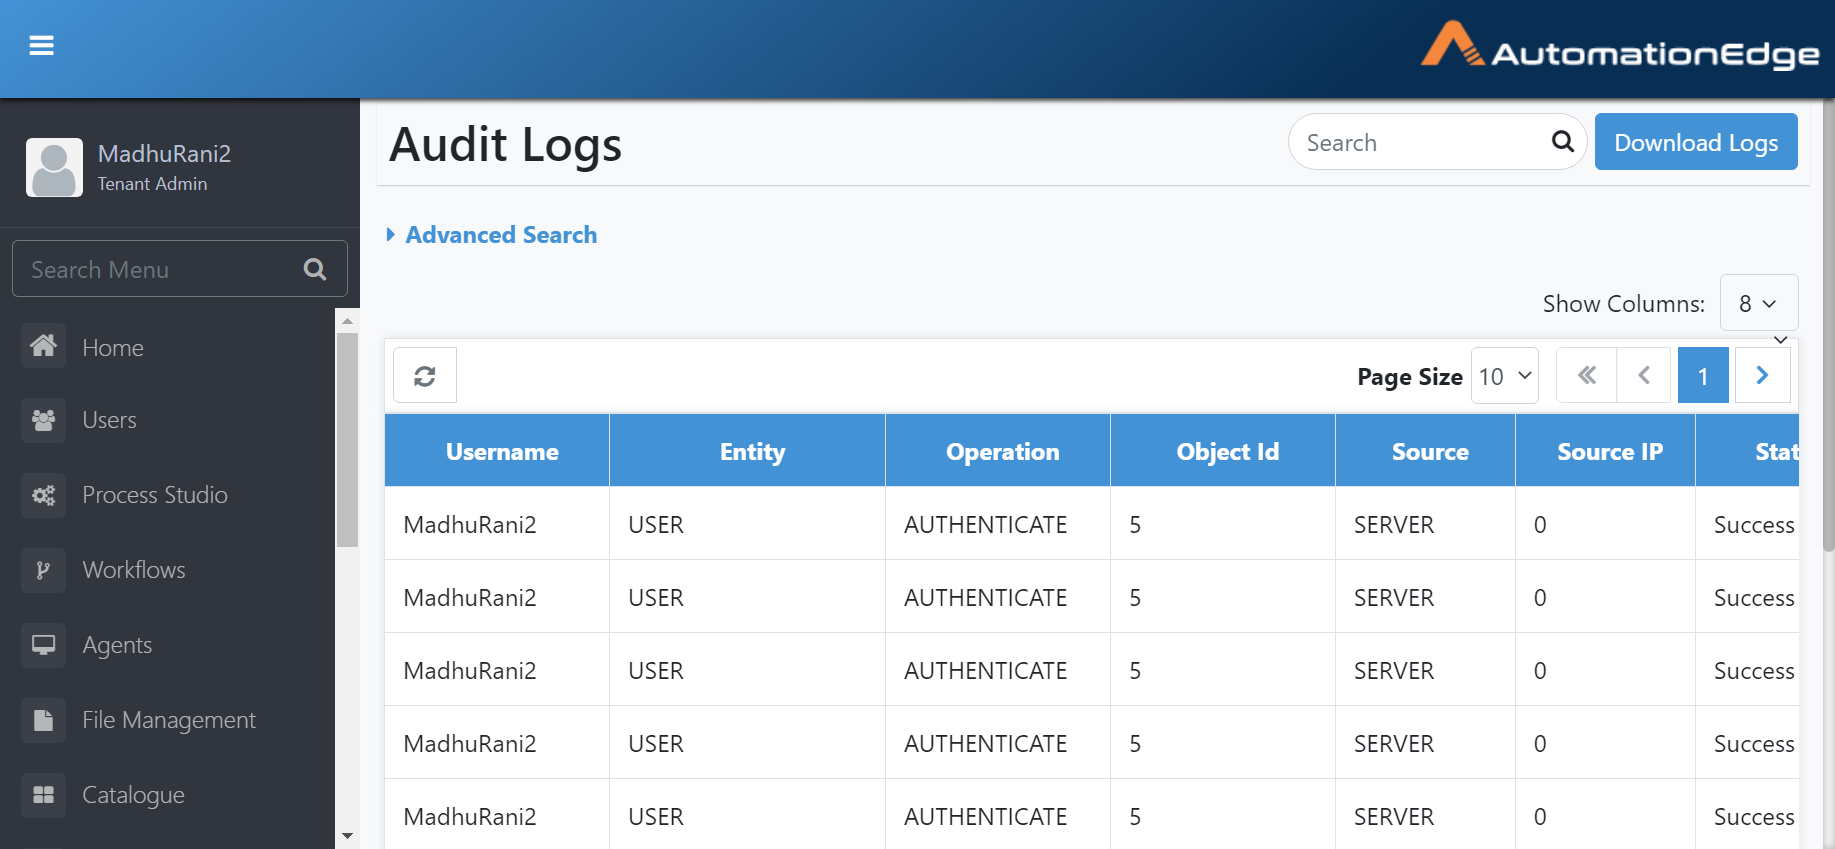 AutomationEdge
MadhuRani2
Tenant Admin
Search Menu
Home
Users
Process Studio
Workflows
Agents
File Management
Catalogue
Audit Logs
Search
Download Logs
Advanced Search
Show Columns: 8
Page Size 10 1
Username Entity Operation Object Id Source Source IP Stat
MadhuRani2 USER AUTHENTICATE 5 SERVER 0 Success
MadhuRani2 USER AUTHENTICATE 5 SERVER 0 Success
MadhuRani2 USER AUTHENTICATE 5 SERVER 0 Success
MadhuRani2 USER AUTHENTICATE 5 SERVER 0 Success
MadhuRani2 USER AUTHENTICATE 5 SERVER 0 Success